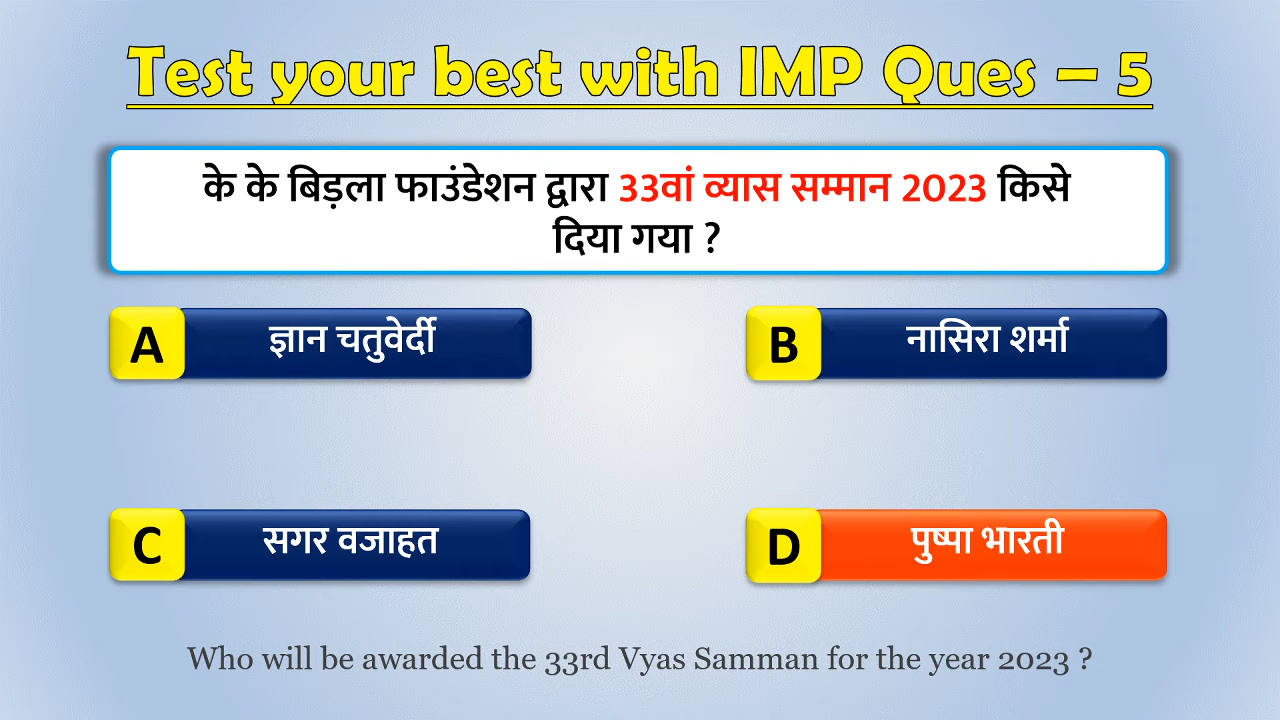 Test your best with IMP Ques – 5
के के बिड़ला फाउंडेशन द्वारा 33वां व्यास सम्मान 2023 किसे
दिया गया ?
A ज्ञान चतुवेर्दी
B नासिरा शर्मा
C सगर वजाहत
D पुष्पा भारती
Who will be awarded the 33rd Vyas Samman for the year 2023 ?